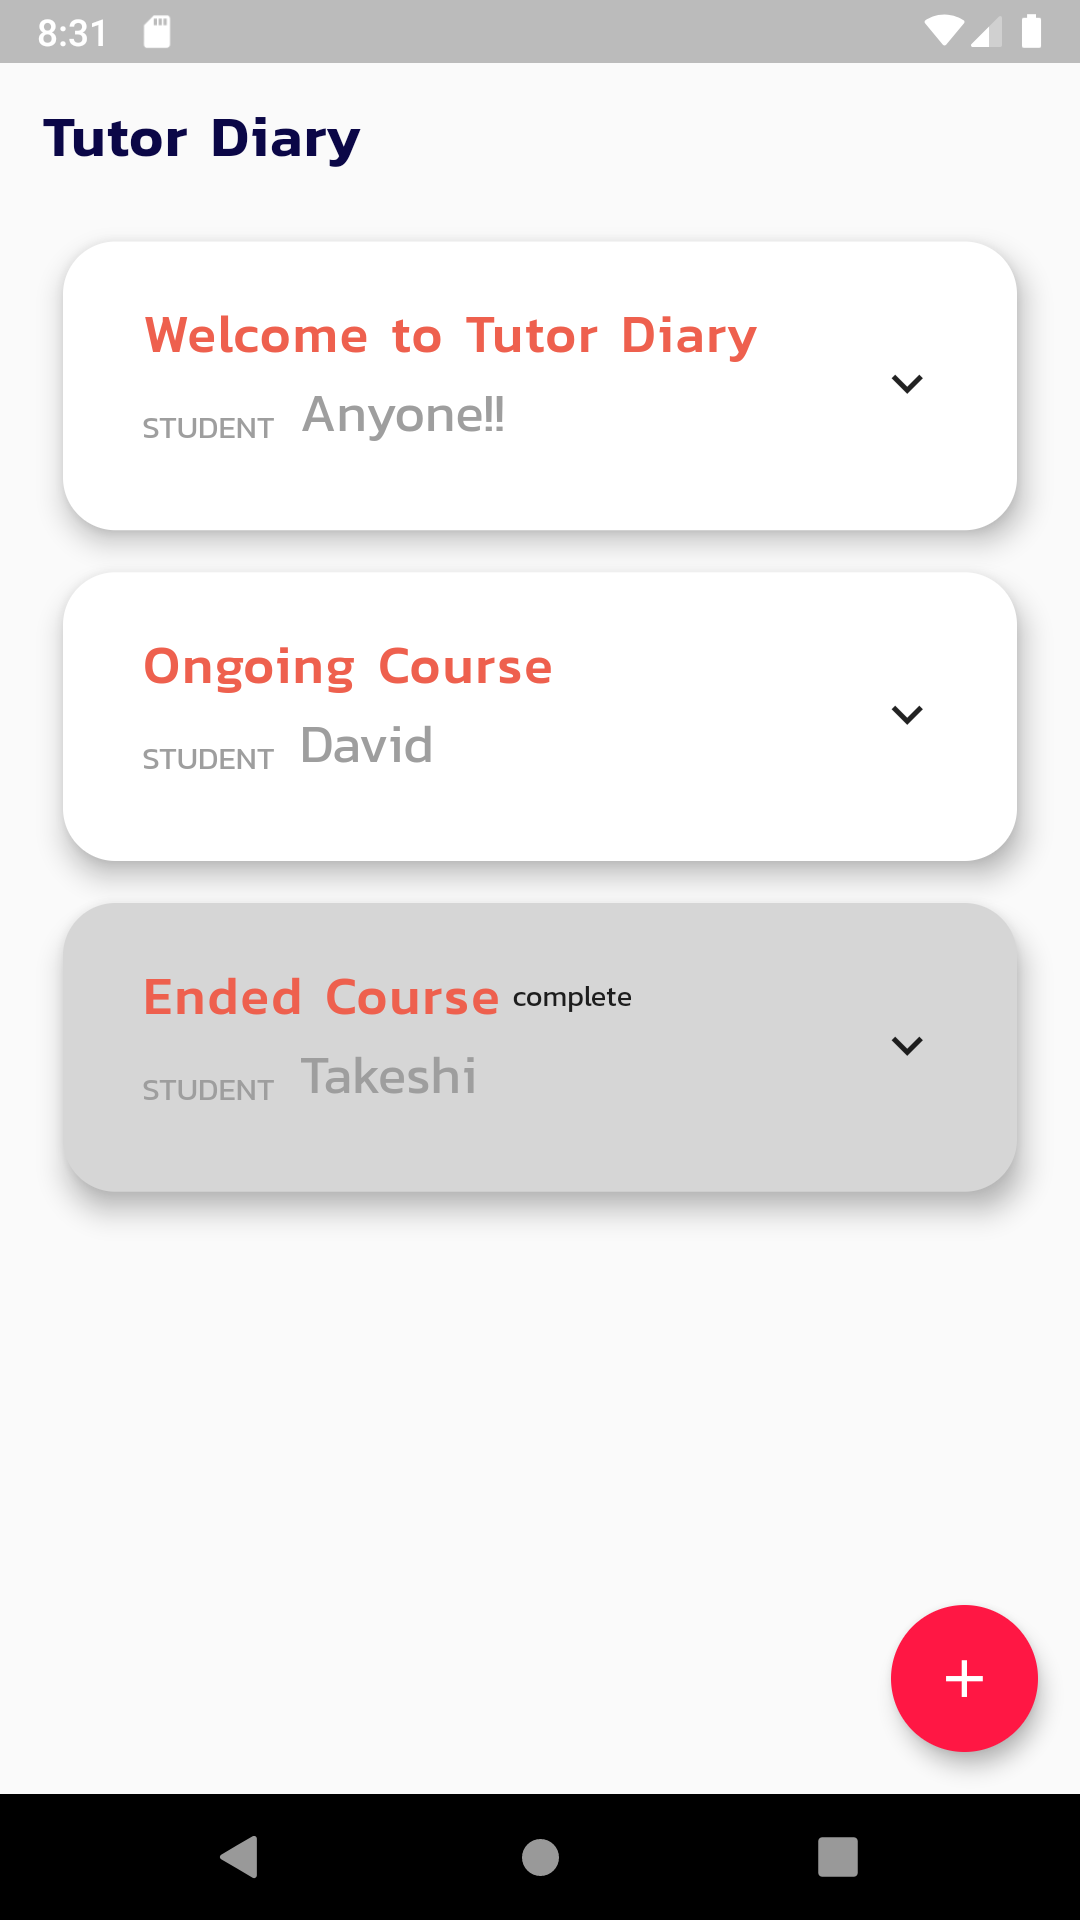 8:31
Tutor Diary
Welcome to Tutor Diary
STUDENT Anyone!!
Ongoing Course
STUDENT David
Ended Course complete
STUDENT Takeshi